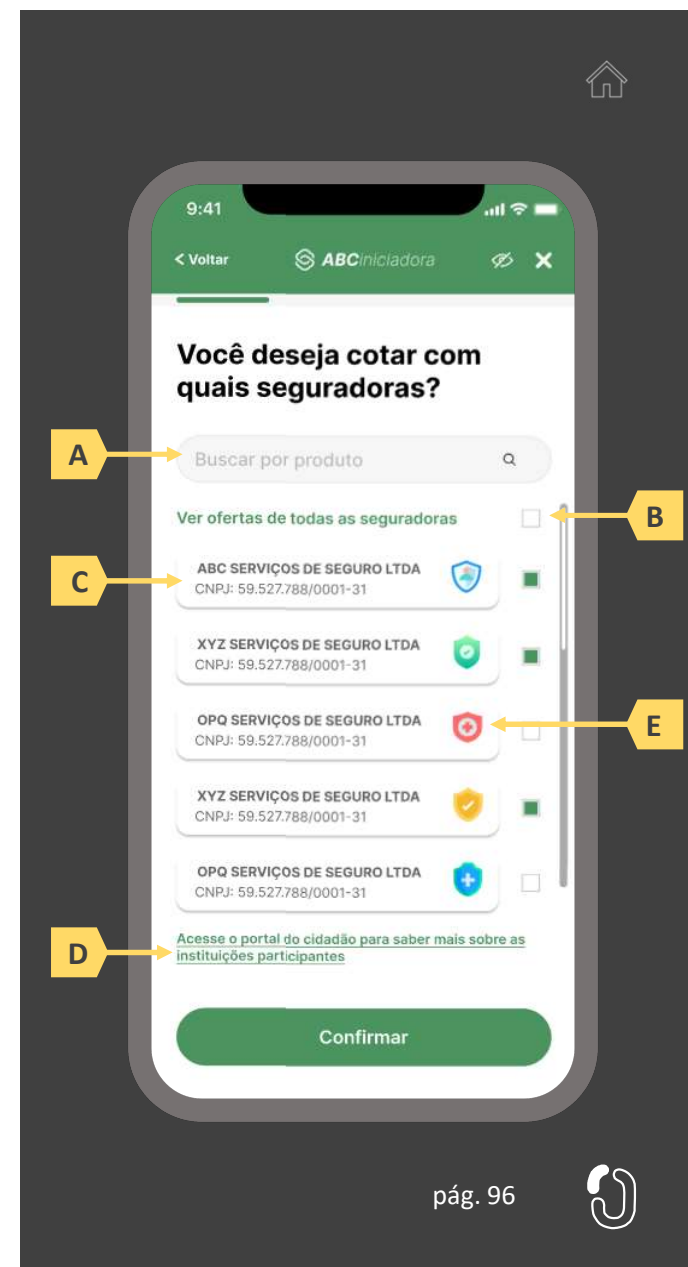 9:41
< Voltar
ABCiniciadora
Você deseja cotar com
quais seguradoras?
A
Buscar por produto
Ver ofertas de todas as seguradoras
B
C
ABC SERVIÇOS DE SEGURO LTDA
CNPJ: 59.527.788/0001-31
XYZ SERVIÇOS DE SEGURO LTDA
CNPJ: 59.527.788/0001-31
OPQ SERVIÇOS DE SEGURO LTDA
CNPJ: 59.527.788/0001-31
E
XYZ SERVIÇOS DE SEGURO LTDA
CNPJ: 59.527.788/0001-31
OPQ SERVIÇOS DE SEGURO LTDA
CNPJ: 59.527.788/0001-31
D
Acesse o portal do cidadão para saber mais sobre as
instituições participantes
Confirmar
pág. 96